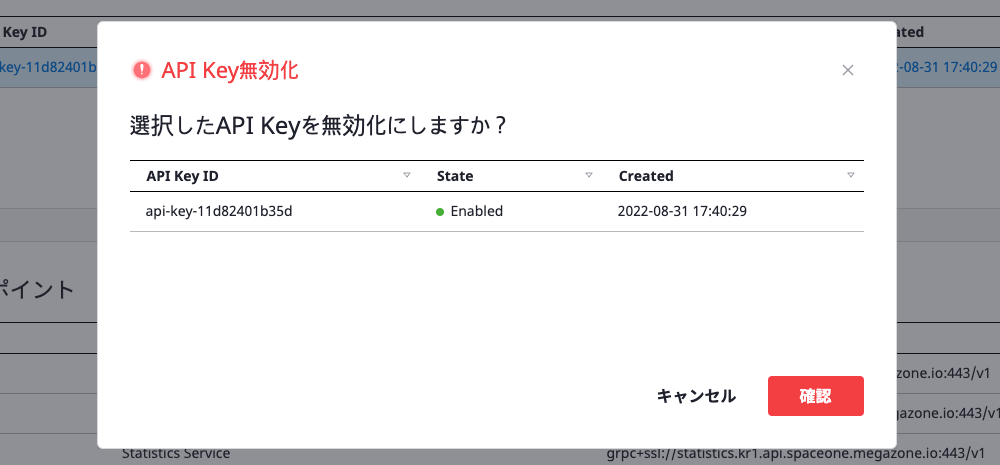 Key ID
key-11d82401b
-08-31 17:40:29
API Key無効化
選択したAPI Keyを無効化にしますか？
API Key ID State Created
api-key-11d82401b35d Enabled 2022-08-31 17:40:29
ポイント
zone.io:443/v1
キャンセル 確認
gazone.io:443/v1
Statistics Service grpc+ssl://statistics.kr1.api.spaceone.megazone.io:443/v1